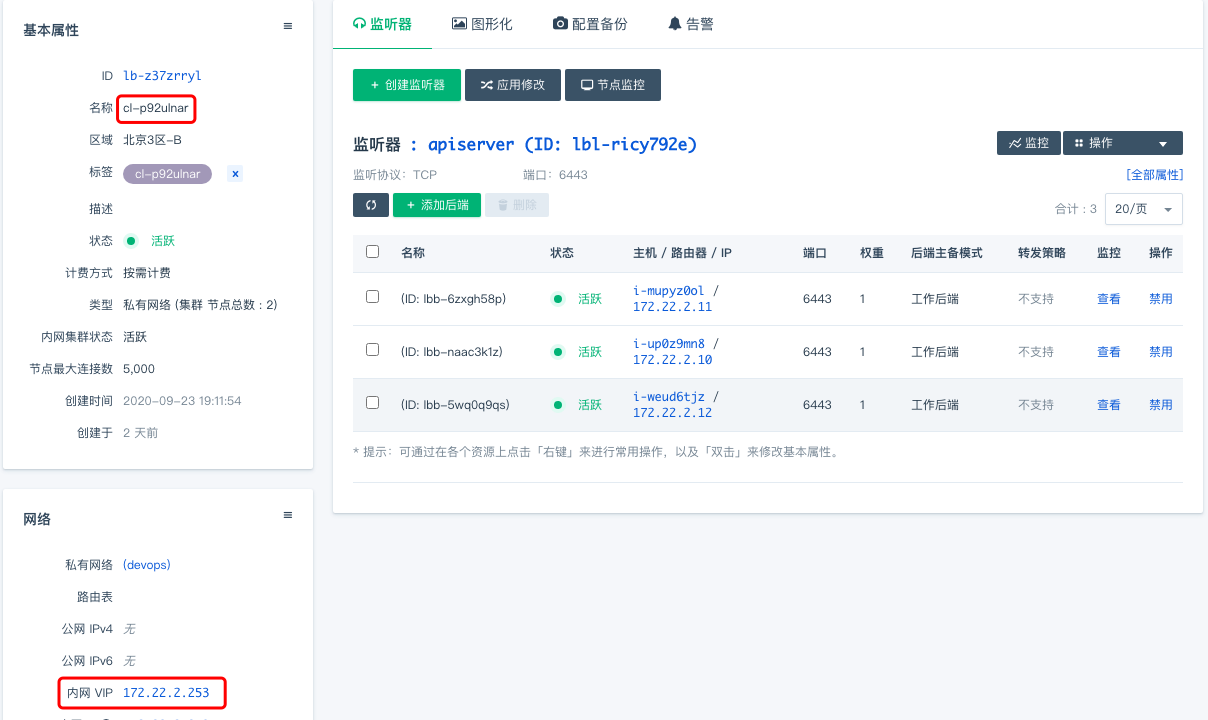 基本属性
ID lb-z37zrryl
名称 cl-p92ulnar
区域 北京3区-B
标签 cl-p92ulnar x
描述
状态 活跃
计费方式 按需计费
类型 私有网络 (集群 节点总数 : 2)
内网集群状态 活跃
节点最大连接数 5,000
创建时间 2020-09-23 19:11:54
创建于 2 天前
网络
私有网络 (devops)
路由表
公网 IPv4 无
公网 IPv6 无
内网 VIP 172.22.2.253
监听器 图形化 配置备份 告警
+ 创建监听器 应用修改 节点监控
监听器 : apiserver (ID: lbl-ricy792e) 监控 操作
监听协议: TCP 端口: 6443 [全部属性]
+ 添加后端 删除 合计 : 3 20/页
名称 状态 主机 / 路由器 / IP 端口 权重 后端主备模式 转发策略 监控 操作
(ID: lbb-6zxgh58p) 活跃 i-mupyz0ol / 6443 1 工作后端 不支持 查看 禁用
172.22.2.11
(ID: lbb-naac3k1z) 活跃 i-up0z9mn8 / 6443 1 工作后端 不支持 查看 禁用
172.22.2.10
(ID: lbb-5wq0q9qs) 活跃 i-weud6tjz / 6443 1 工作后端 不支持 查看 禁用
172.22.2.12
* 提示: 可通过在各个资源上点击「右键」来进行常用操作，以及「双击」来修改基本属性。